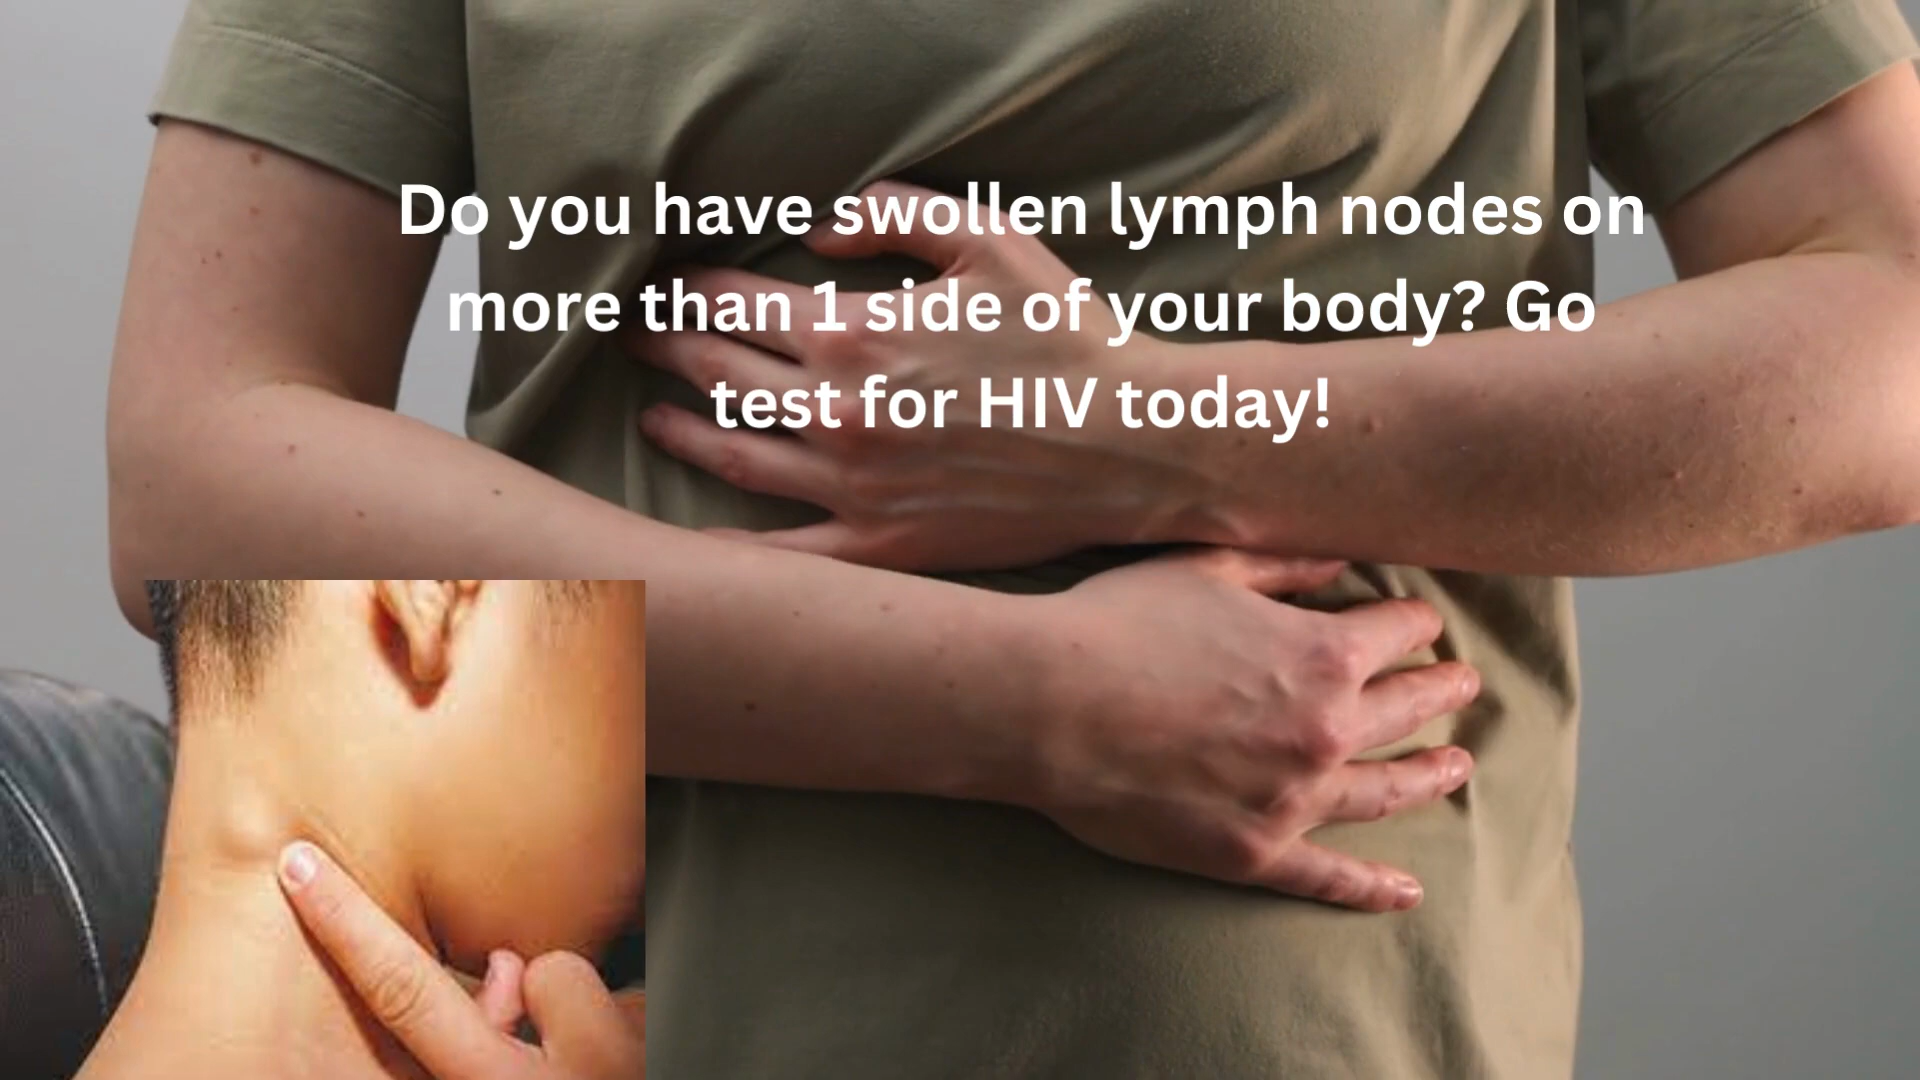 Do you have swollen lymph nodes on
more than 1 side of your body? Go
test for HIV today!